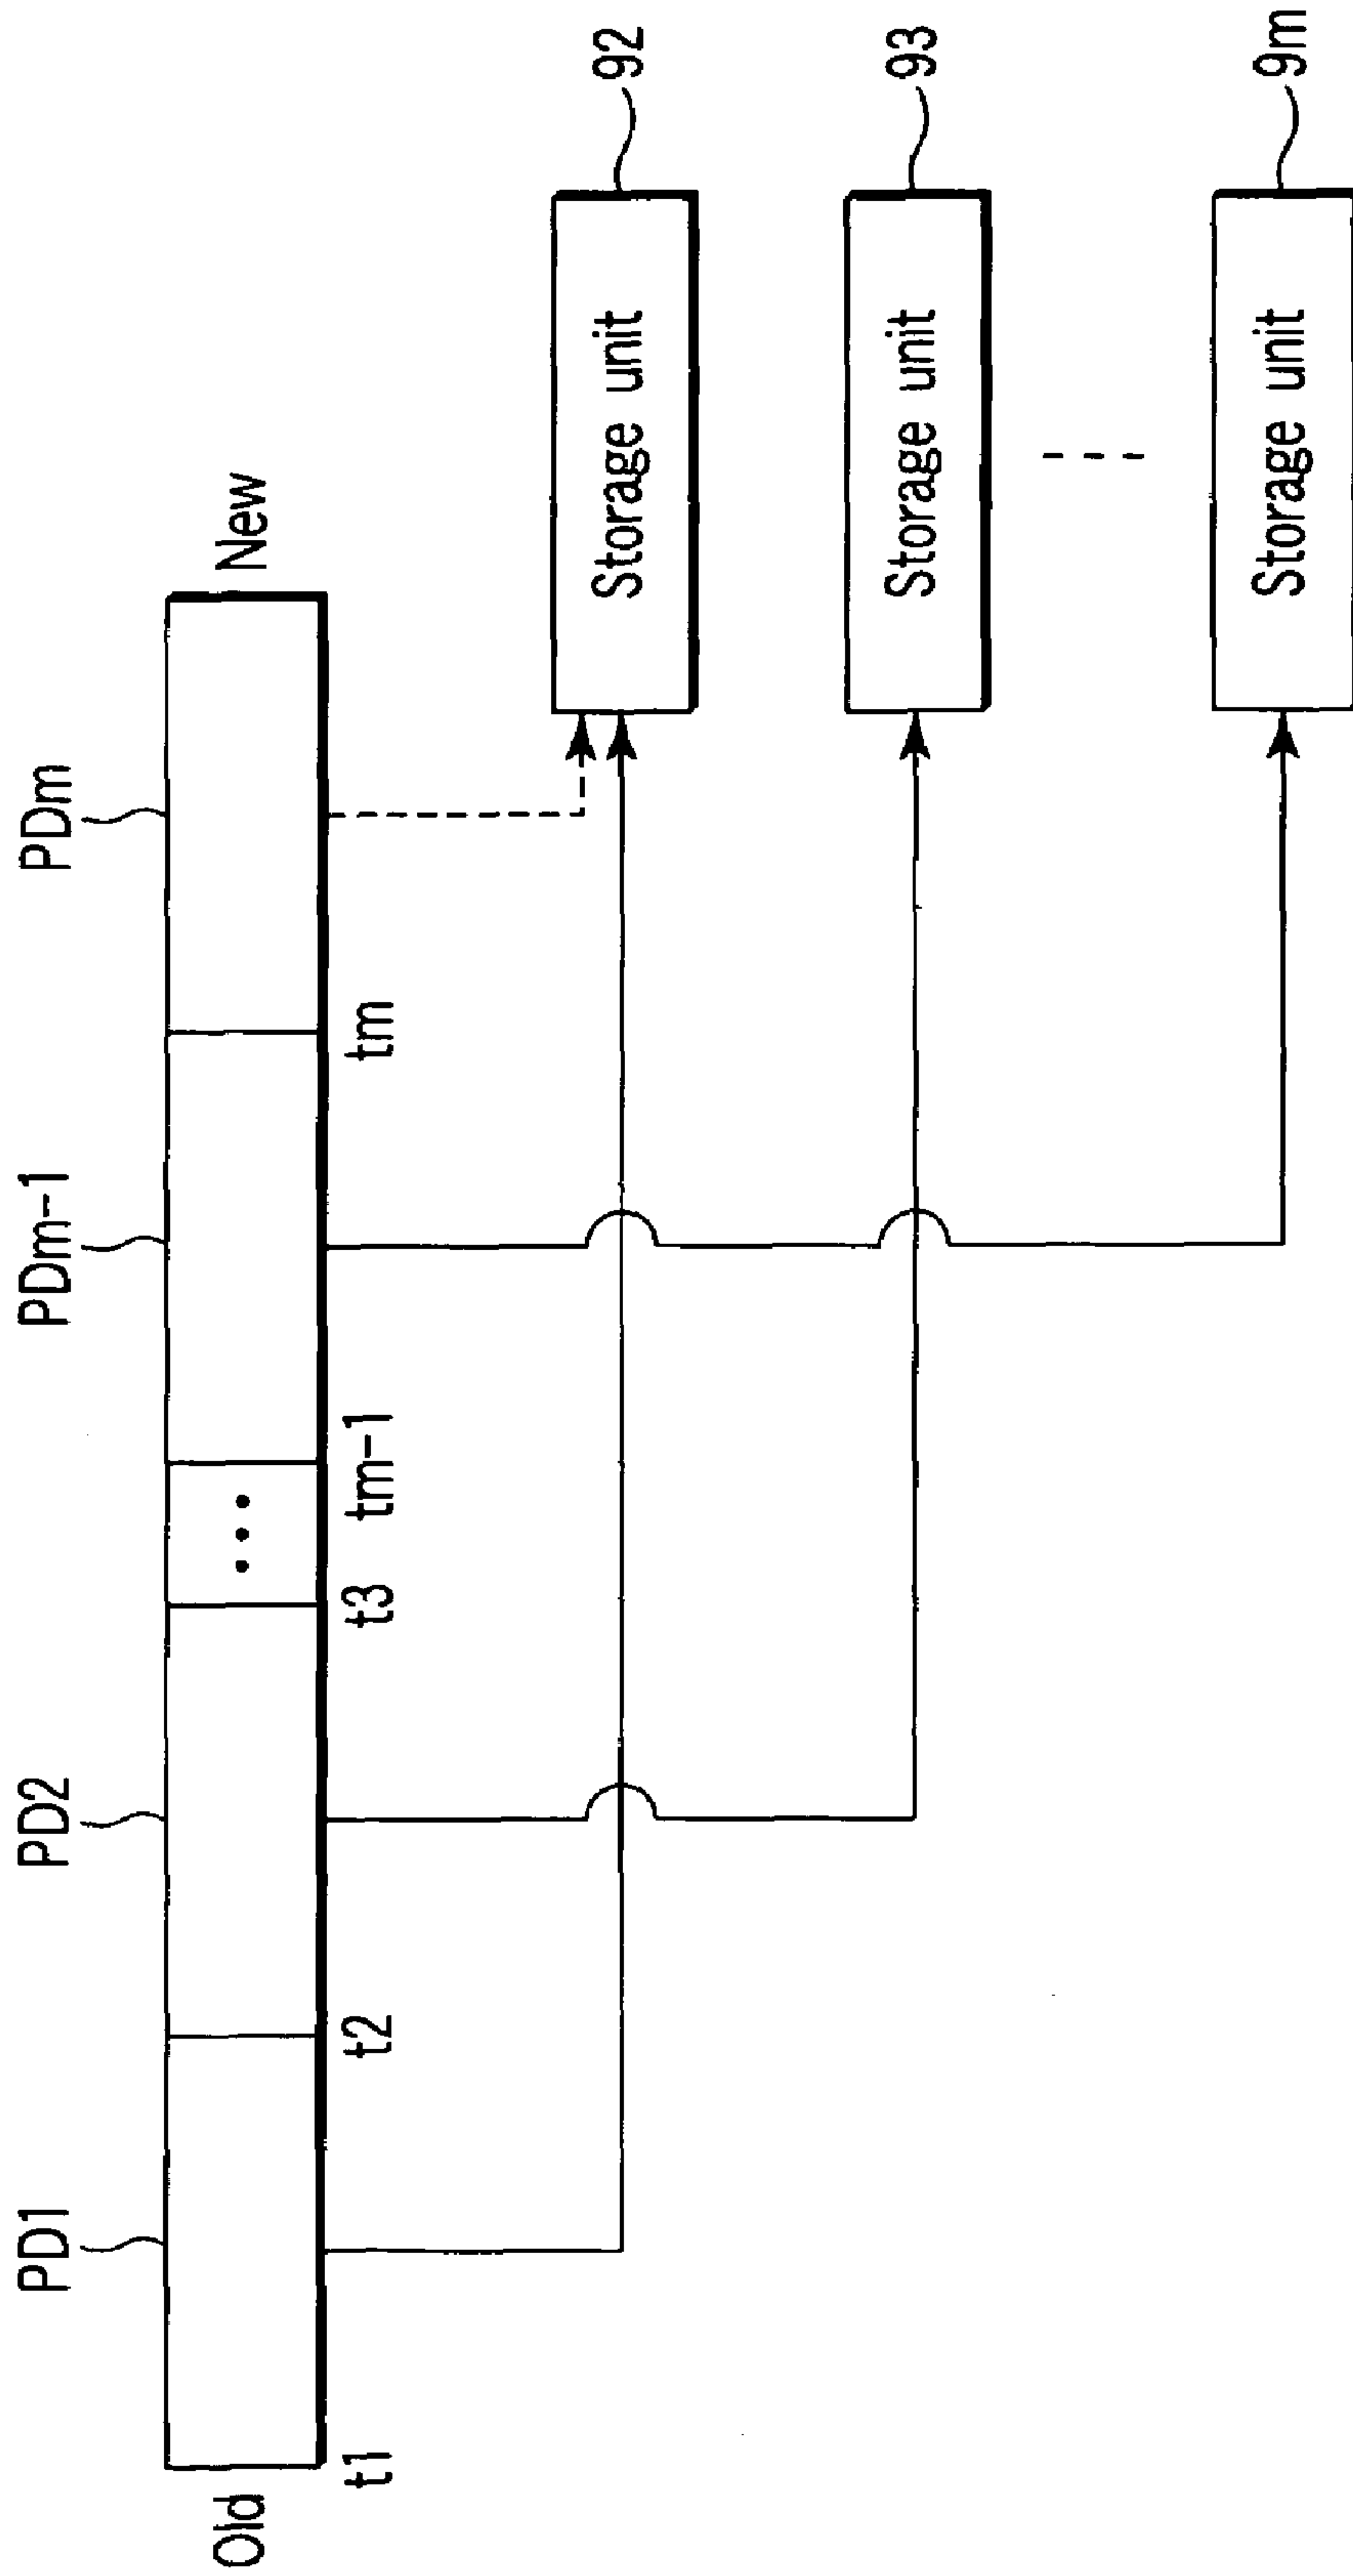 PD1
PD2
PDm-1
PDm
Old
New
t1
t2
t3
tm-1
tm
Storage unit
92
Storage unit
93
Storage unit
9m